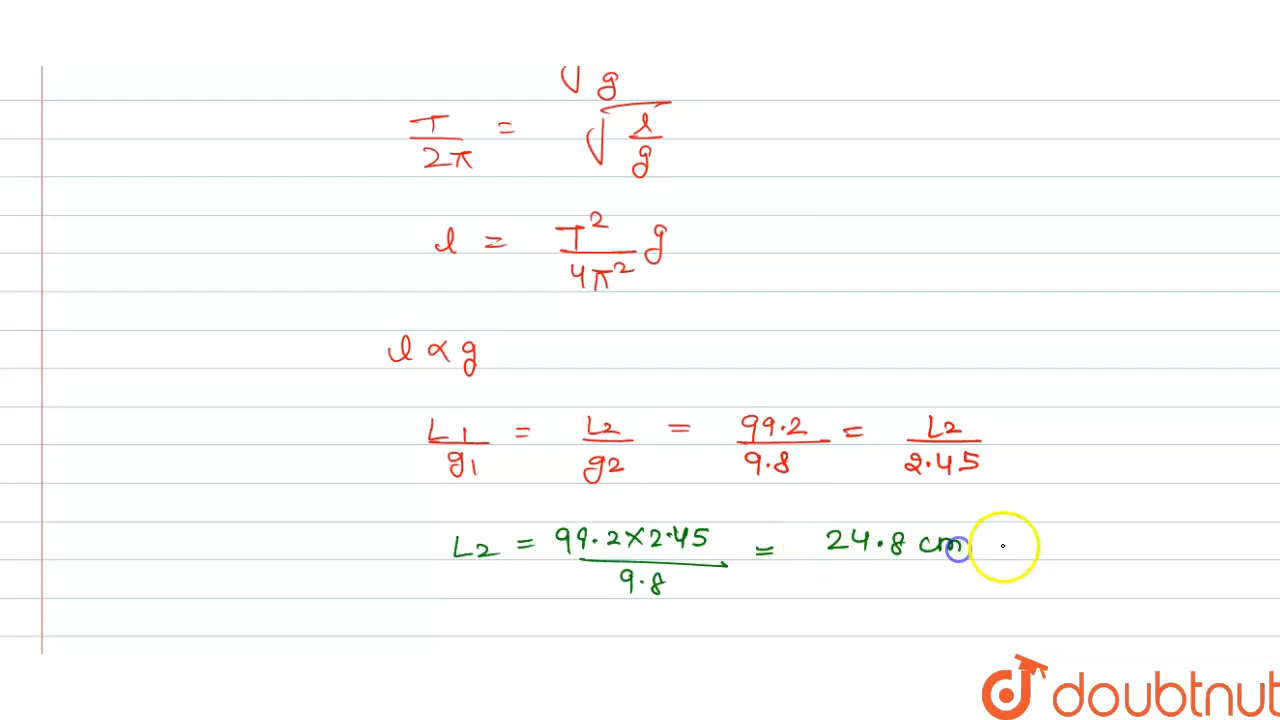 √g
T/2π = √(l/g)
l = T²/4π² g
l ∝ g
L1/g1 = L2/g2 = 99.2/9.8 = L2/2.45
L2 = 99.2×2.45/9.8 = 24.8 cm
doubtnut